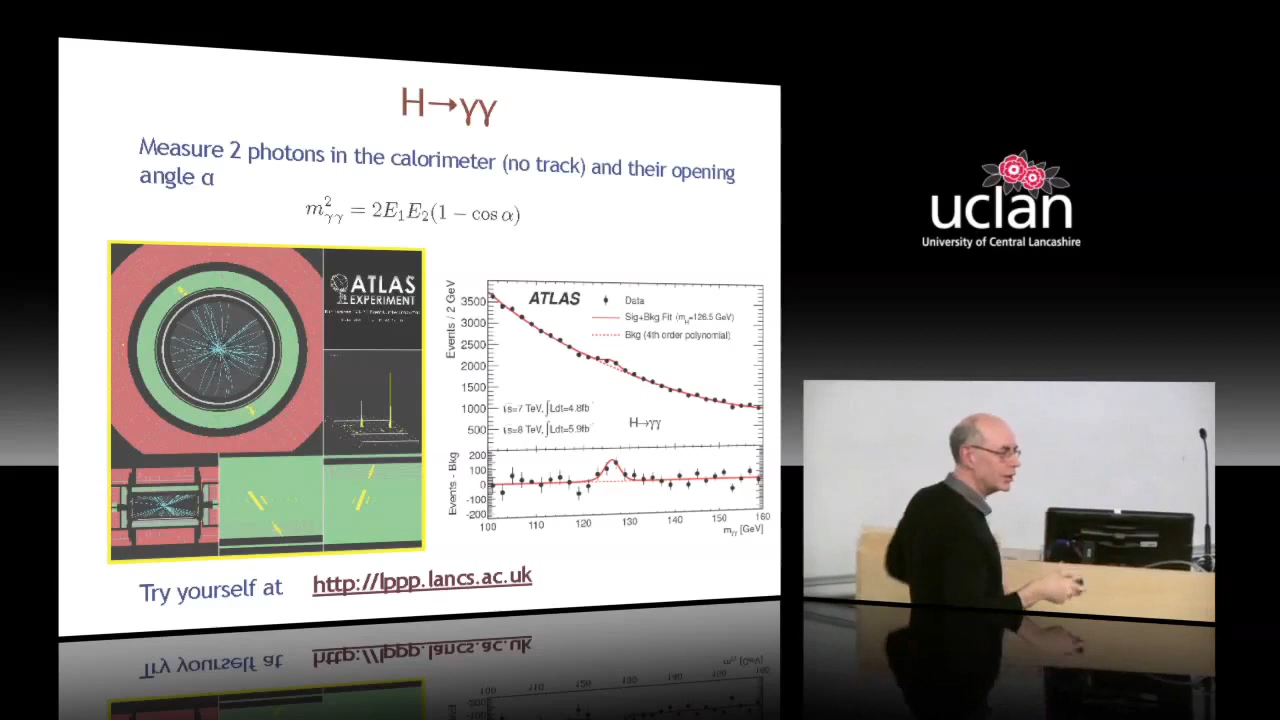 H→γγ
Measure 2 photons in the calorimeter (no track) and their opening
angle α
m²γγ = 2E₁E₂(1 − cos α)
ATLAS
EXPERIMENT
ATLAS
Data
Sig+Bkg Fit (mH=126.5 GeV)
Bkg (4th order polynomial)
Events / 2 GeV
3500
3000
2500
2000
1500
1000
500
√s=7 TeV, ∫Ldt=4.8fb
√s=8 TeV, ∫Ldt=5.9fb
H→γγ
Events - Bkg
200
100
0
-100
-200
100 110 120 130 140 150 160
mγγ [GeV]
Try yourself at http://lppp.lancs.ac.uk
uclan
University of Central Lancashire